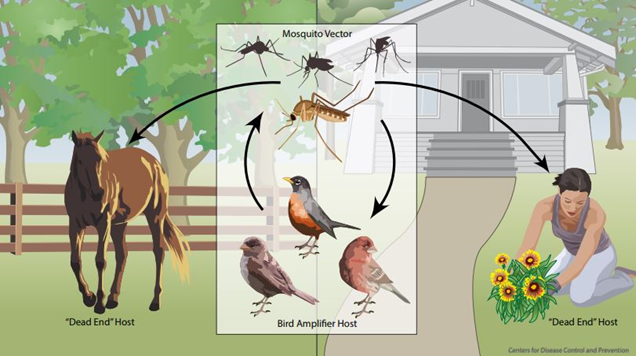 Mosquito Vector
"Dead End" Host
Bird Amplifier Host
"Dead End" Host
Centers for Disease Control and Prevention